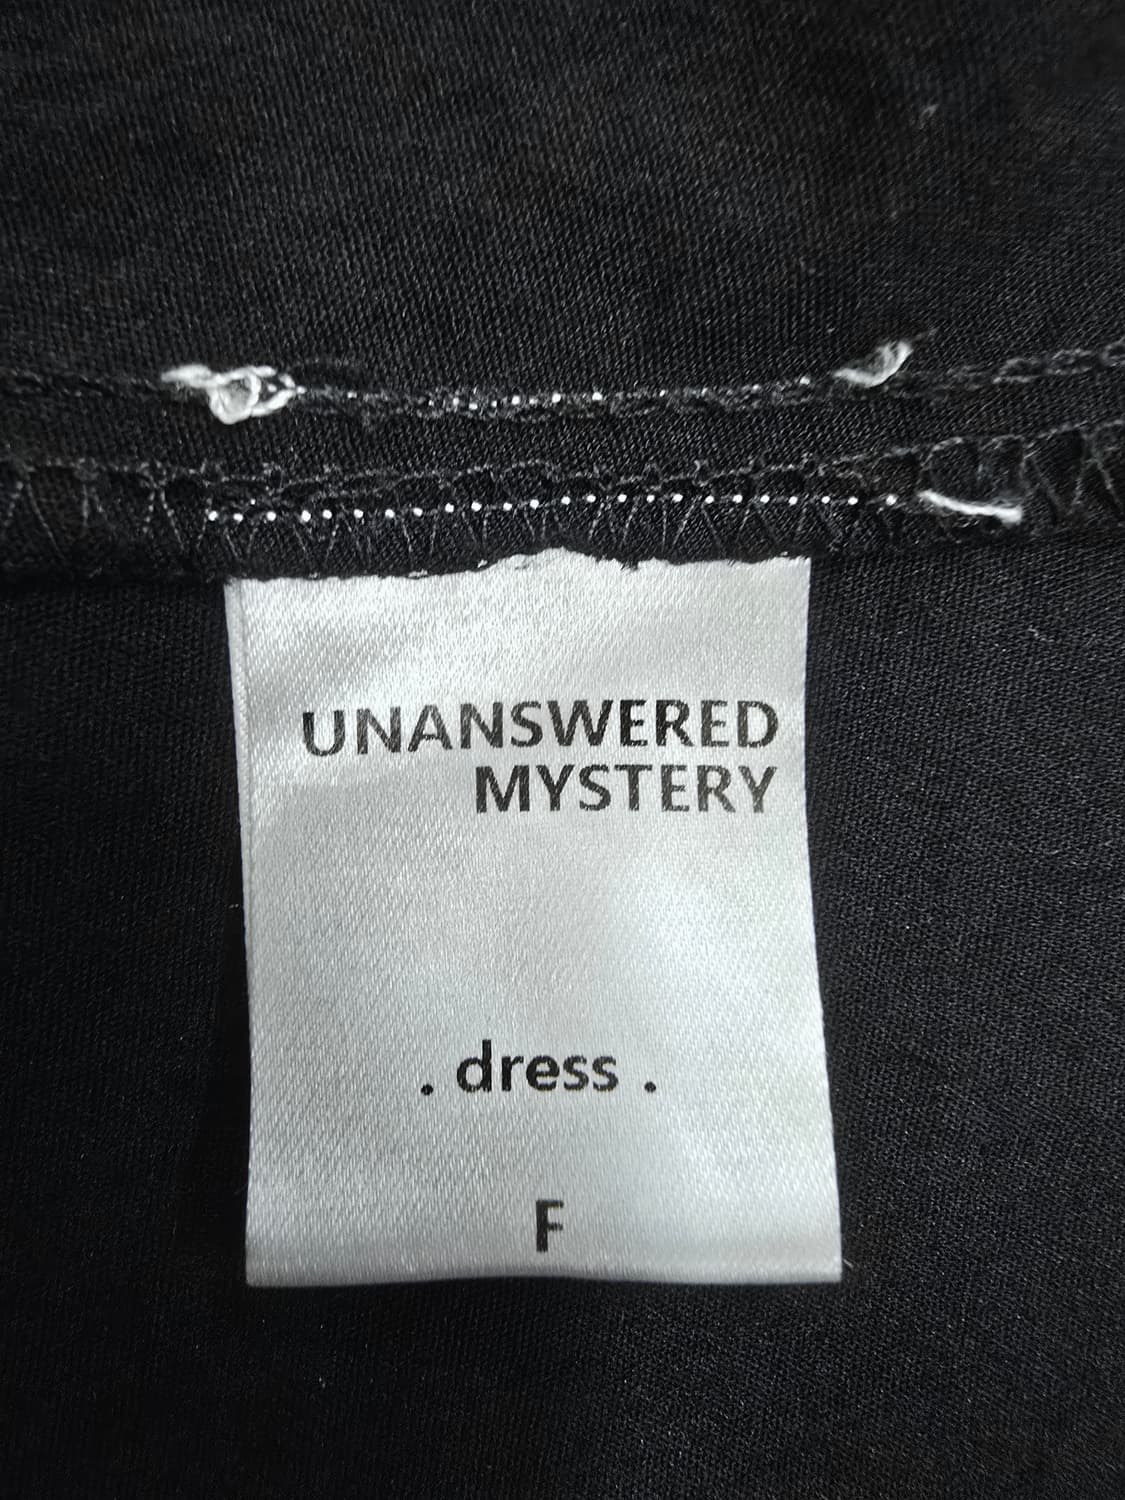 UNANSWERED
MYSTERY
. dress .
F